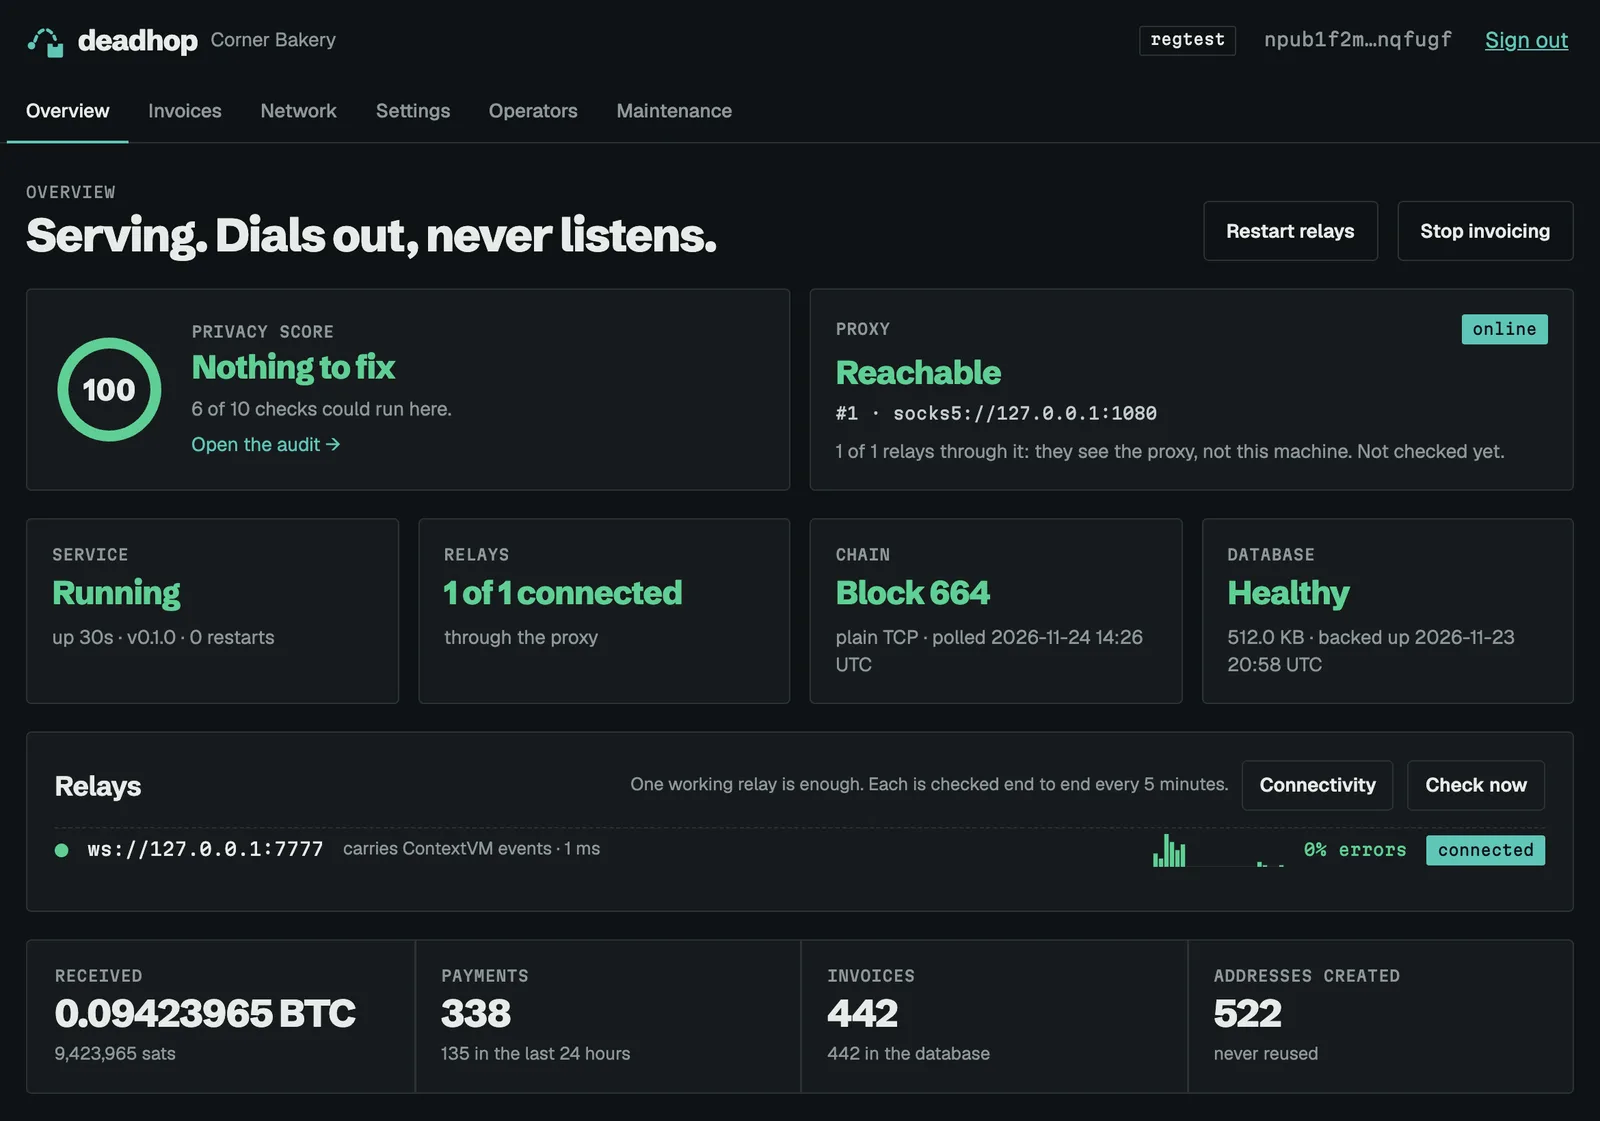 deadhop Corner Bakery regtest npub1f2m…nqfugf Sign out
Overview Invoices Network Settings Operators Maintenance
OVERVIEW
Serving. Dials out, never listens.
Restart relays Stop invoicing
100
PRIVACY SCORE
Nothing to fix
6 of 10 checks could run here.
Open the audit →
PROXY online
Reachable
#1 · socks5://127.0.0.1:1080
1 of 1 relays through it: they see the proxy, not this machine. Not checked yet.
SERVICE
Running
up 30s · v0.1.0 · 0 restarts
RELAYS
1 of 1 connected
through the proxy
CHAIN
Block 664
plain TCP · polled 2026-11-24 14:26
UTC
DATABASE
Healthy
512.0 KB · backed up 2026-11-23
20:58 UTC
Relays One working relay is enough. Each is checked end to end every 5 minutes. Connectivity Check now
ws://127.0.0.1:7777 carries ContextVM events · 1 ms 0% errors connected
RECEIVED
0.09423965 BTC
9,423,965 sats
PAYMENTS
338
135 in the last 24 hours
INVOICES
442
442 in the database
ADDRESSES CREATED
522
never reused